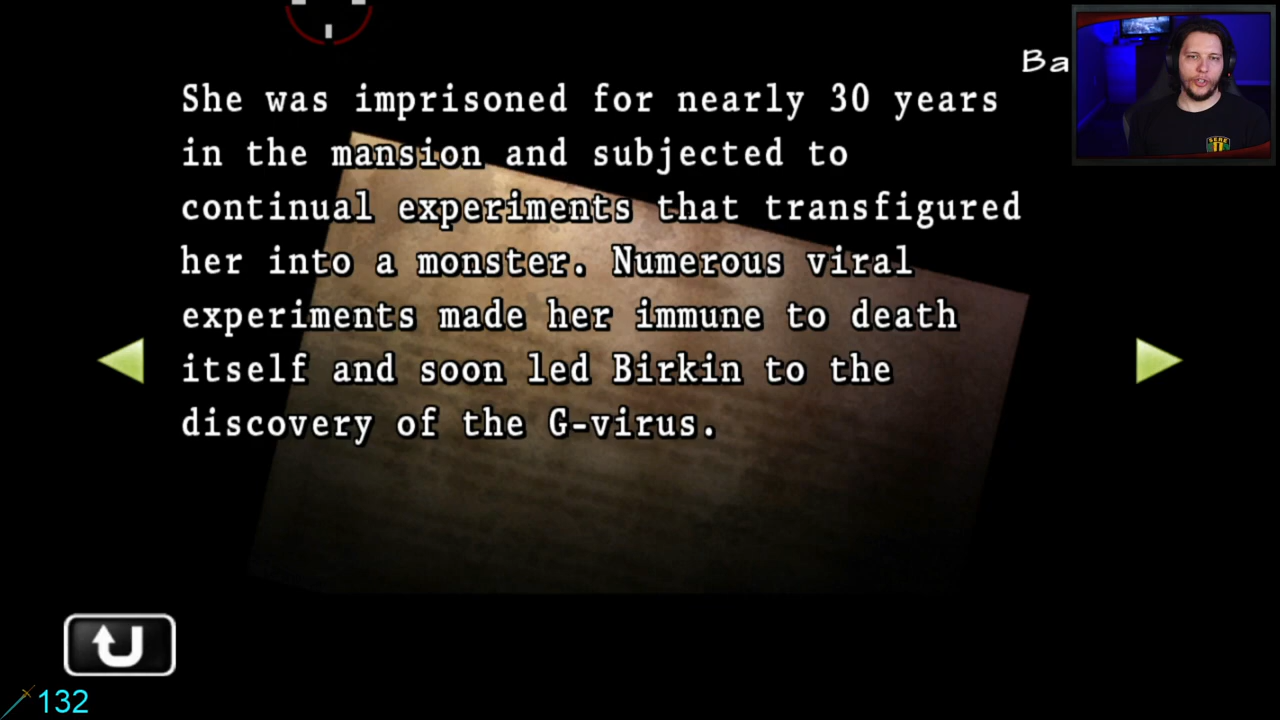 Ba
She was imprisoned for nearly 30 years
in the mansion and subjected to
continual experiments that transfigured
her into a monster. Numerous viral
experiments made her immune to death
itself and soon led Birkin to the
discovery of the G-virus.
132